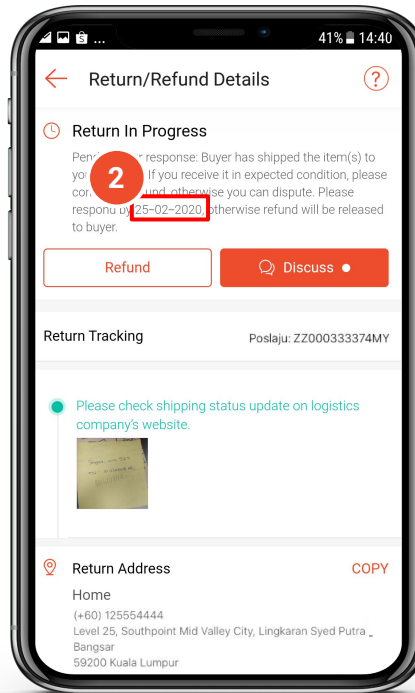 ... 41% 14:40
Return/Refund Details ?
Return In Progress
response: Buyer has shipped the item(s) to
If you receive it in expected condition, please
otherwise you can dispute. Please
2
respond by 25-02-2020, otherwise refund will be released
to buyer.
Refund Discuss
Return Tracking Poslaju: ZZ000333374MY
Please check shipping status update on logistics
company's website.
Return Address COPY
Home
(+60) 125554444
Level 25, Southpoint Mid Valley City, Lingkaran Syed Putra _
Bangsar
59200 Kuala Lumpur